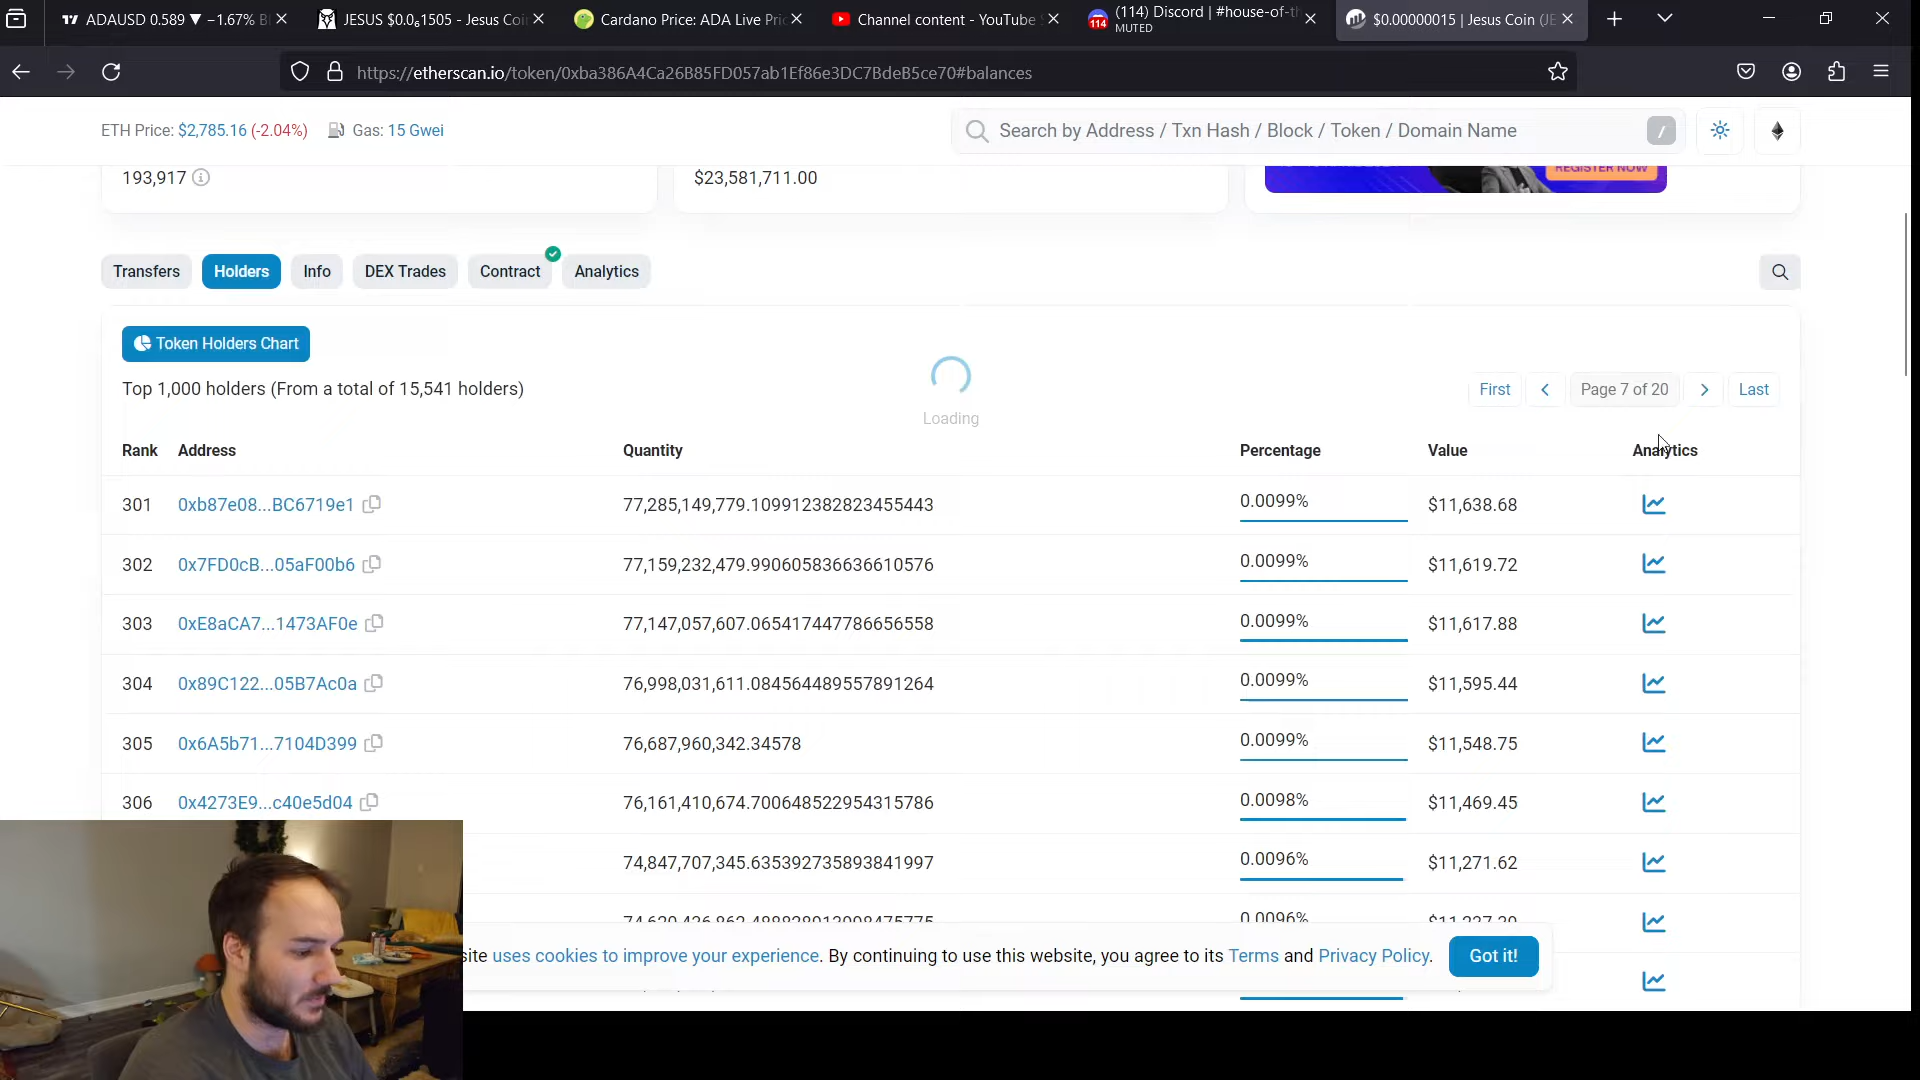 ADAUSD 0.589 ▼ −1.67%
JESUS $0.0₆1505 - Jesus Coi
Cardano Price: ADA Live Pri
Channel content - YouTube
(114) Discord | #house-of-th
MUTED
$0.00000015 | Jesus Coin (JE
https://etherscan.io/token/0xba386A4Ca26B85FD057ab1Ef86e3DC7BdeB5ce70#balances
ETH Price: $2,785.16 (-2.04%) Gas: 15 Gwei
Search by Address / Txn Hash / Block / Token / Domain Name
/
193,917
$23,581,711.00
REGISTER NOW
Transfers Holders Info DEX Trades Contract Analytics
Token Holders Chart
Top 1,000 holders (From a total of 15,541 holders)
Loading
First Page 7 of 20 Last
Rank Address Quantity Percentage Value Analytics
301 0xb87e08...BC6719e1 77,285,149,779.109912382823455443 0.0099% $11,638.68
302 0x7FD0cB...05aF00b6 77,159,232,479.990605836636610576 0.0099% $11,619.72
303 0xE8aCA7...1473AF0e 77,147,057,607.065417447786656558 0.0099% $11,617.88
304 0x89C122...05B7Ac0a 76,998,031,611.084564489557891264 0.0099% $11,595.44
305 0x6A5b71...7104D399 76,687,960,342.34578 0.0099% $11,548.75
306 0x4273E9...c40e5d04 76,161,410,674.700648522954315786 0.0098% $11,469.45
74,847,707,345.635392735893841997 0.0096% $11,271.62
0.0096%
site uses cookies to improve your experience. By continuing to use this website, you agree to its Terms and Privacy Policy. Got it!